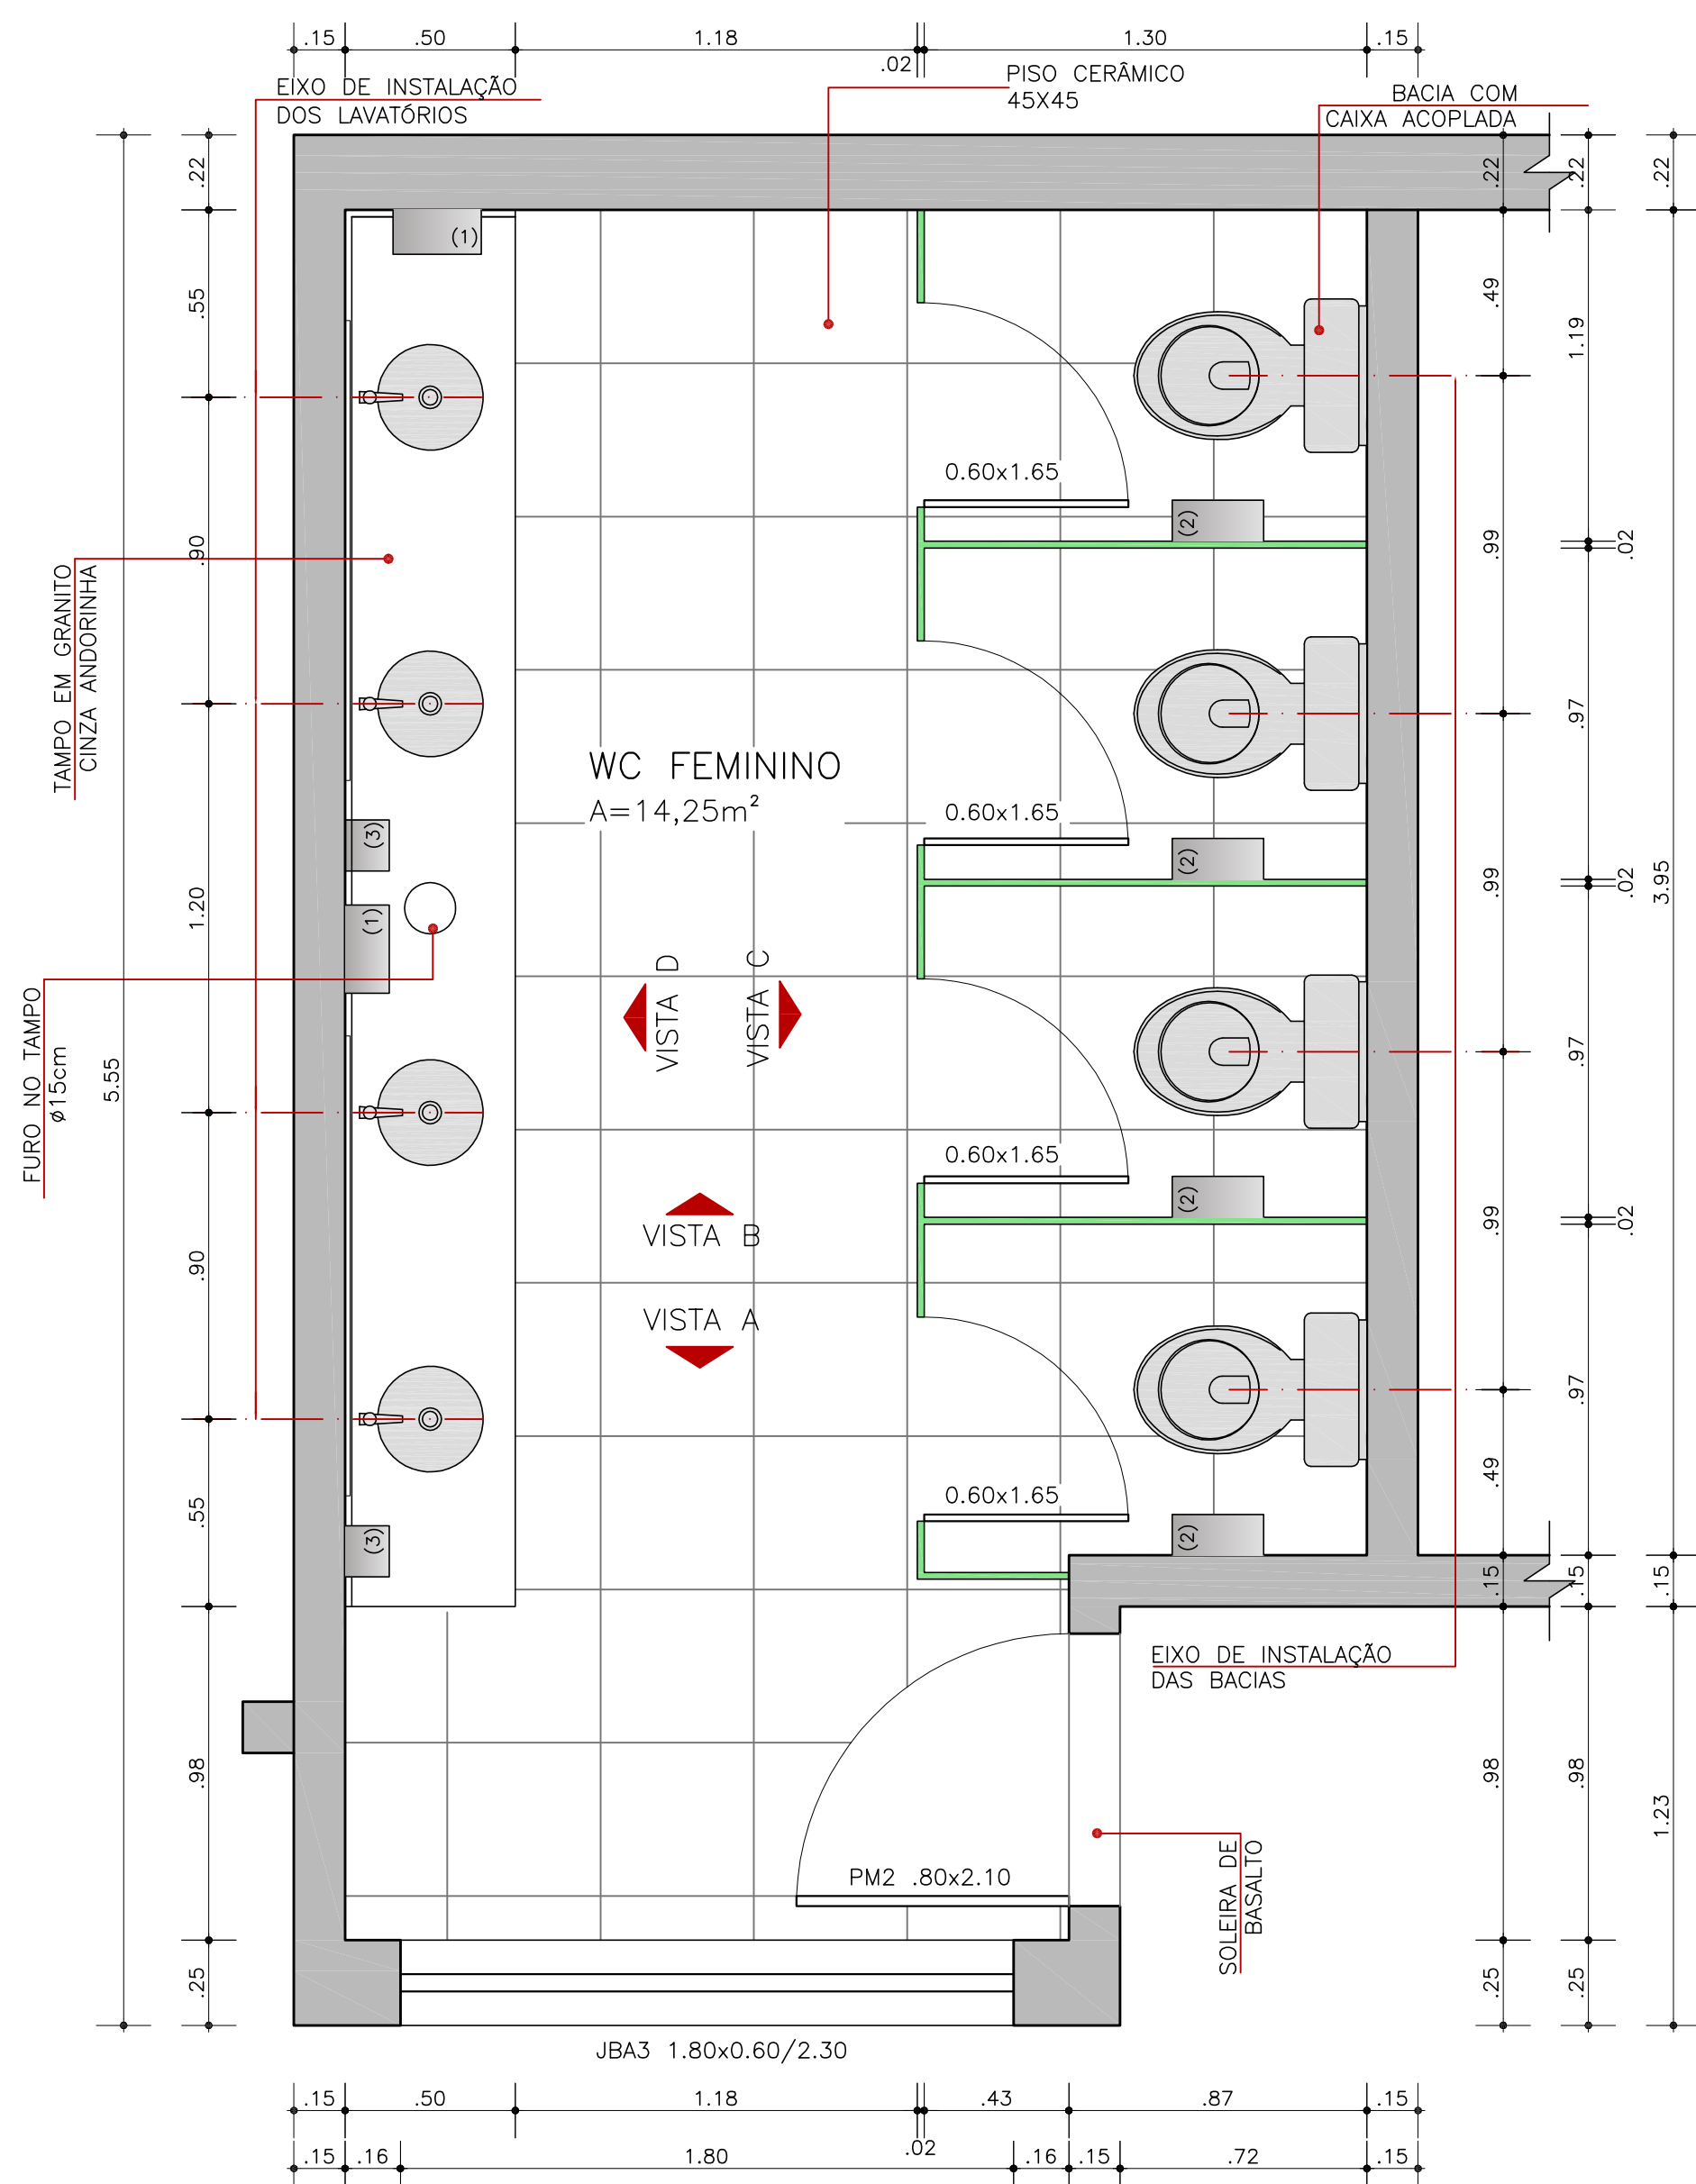 .15 .50 1.18 .02 1.30 .15
EIXO DE INSTALAÇÃO
DOS LAVATÓRIOS
PISO CERÂMICO
45X45
BACIA COM
CAIXA ACOPLADA
.22 .55 .90 1.20 .90 .55 .98 .25
5.55
TAMPO EM GRANITO
CINZA ANDORINHA
FURO NO TAMPO
ø15cm
(1)
(3)
(1)
(3)
WC FEMININO
A=14,25m²
VISTA D
VISTA C
VISTA B
VISTA A
0.60x1.65
(2)
0.60x1.65
(2)
0.60x1.65
(2)
0.60x1.65
(2)
.22 .49 .99 .99 .99 .49 .15 .98 .25
.22 1.19 .02 .97 .02 .97 .02 .97 .15 .98 .25
.22 3.95 .15 1.23
EIXO DE INSTALAÇÃO
DAS BACIAS
PM2 .80x2.10
SOLEIRA DE
BASALTO
JBA3 1.80x0.60/2.30
.15 .50 1.18 .02 .43 .87 .15
.15 .16 1.80 .16 .15 .72 .15